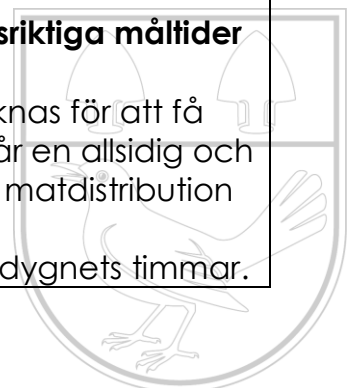 sriktiga måltider
knas för att få
år en allsidig och
matdistribution
dygnets timmar.